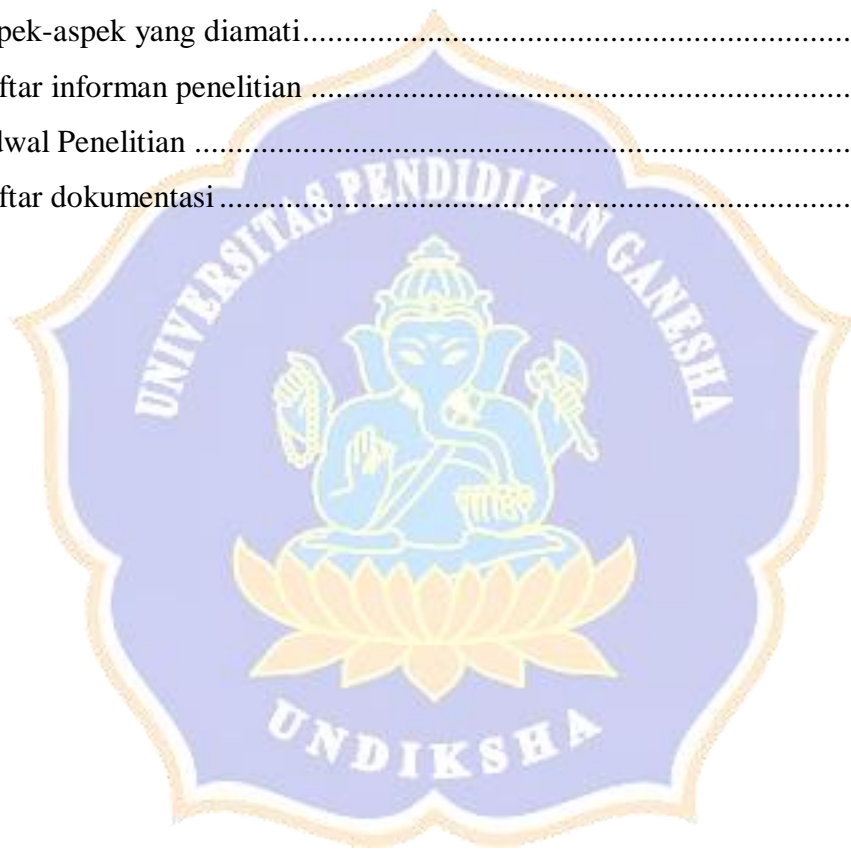 pek-aspek yang diamati..............................................................................
ftar informan penelitian ..............................................................................
dwal Penelitian ..............................................................................
ftar dokumentasi ..............................................................................
UNIVERSITAS PENDIDIKAN GANESHA
UNDIKSHA